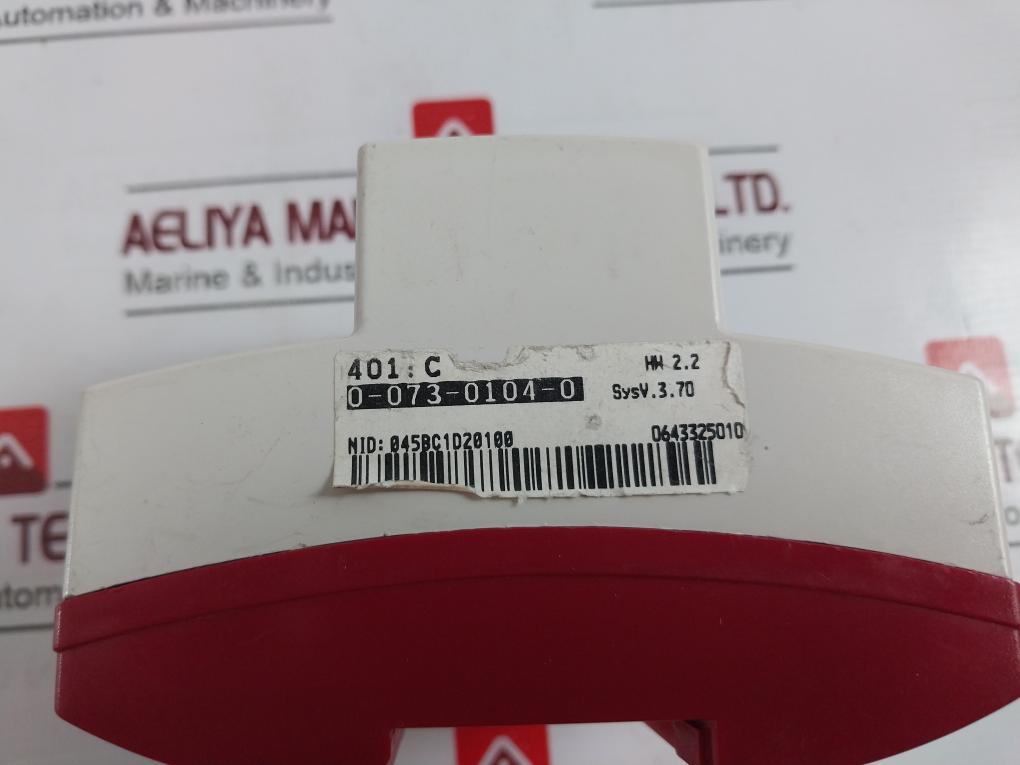 Automation & Machinery
AELIYA MA LTD.
Marine & Indus inery
401: C HW 2.2
0-073-0104-0 SysV.3.70
NID: 045BC1D20100 0643325010
TE